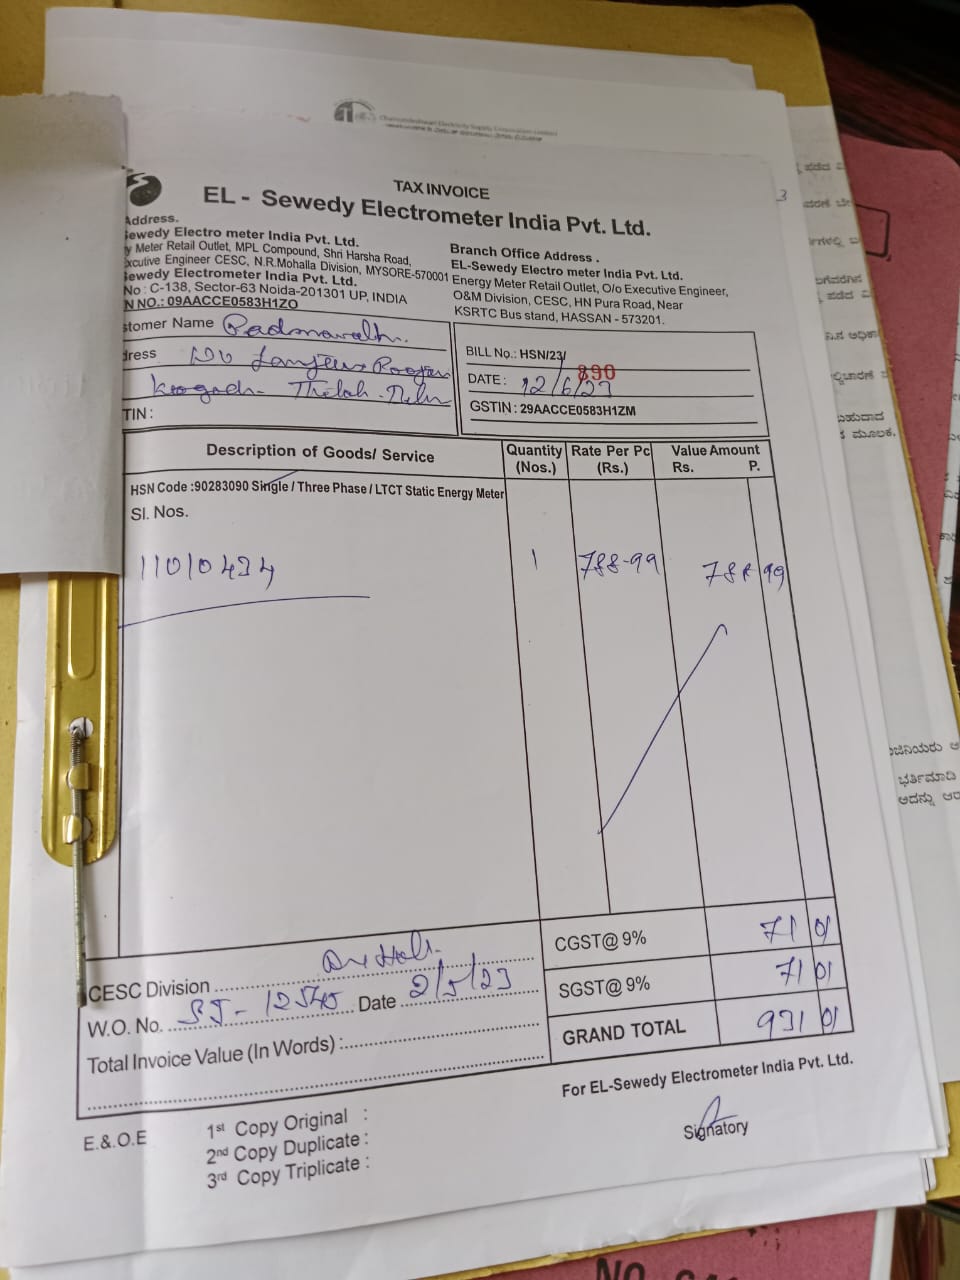 TAX INVOICE
EL - Sewedy Electrometer India Pvt. Ltd.
Address.
Sewedy Electro meter India Pvt. Ltd.
y Meter Retail Outlet, MPL Compound, Shri Harsha Road,
xcutive Engineer CESC, N.R.Mohalla Division, MYSORE-570001
Sewedy Electrometer India Pvt. Ltd.
No : C-138, Sector-63 Noida-201301 UP, INDIA
N NO.: 09AACCE0583H1ZO
Branch Office Address .
EL-Sewedy Electro meter India Pvt. Ltd.
Energy Meter Retail Outlet, O/o Executive Engineer,
O&M Division, CESC, HN Pura Road, Near
KSRTC Bus stand, HASSAN - 573201.
stomer Name
dress
TIN :
BILL No.: HSN/23/ 890
DATE : 12/6/23
GSTIN : 29AACCE0583H1ZM
Description of Goods/ Service
Quantity (Nos.)
Rate Per Pc (Rs.)
Value Amount
Rs. P.
HSN Code :90283090 Single / Three Phase / LTCT Static Energy Meter
Sl. Nos.
11010434 1 788-99 788 99
CGST@ 9% 71 01
SGST@ 9% 71 01
GRAND TOTAL 931 01
CESC Division
W.O. No. SJ-12545 Date 2/5/23
Total Invoice Value (In Words) :
For EL-Sewedy Electrometer India Pvt. Ltd.
Signatory
E.&.O.E
1st Copy Original :
2nd Copy Duplicate :
3rd Copy Triplicate :